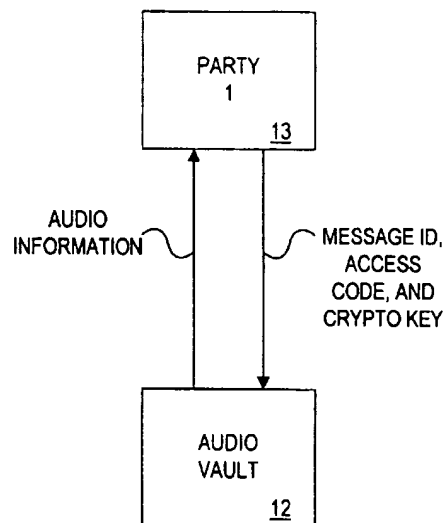 PARTY
1
13
AUDIO
INFORMATION
MESSAGE ID,
ACCESS
CODE, AND
CRYPTO KEY
AUDIO
VAULT
12